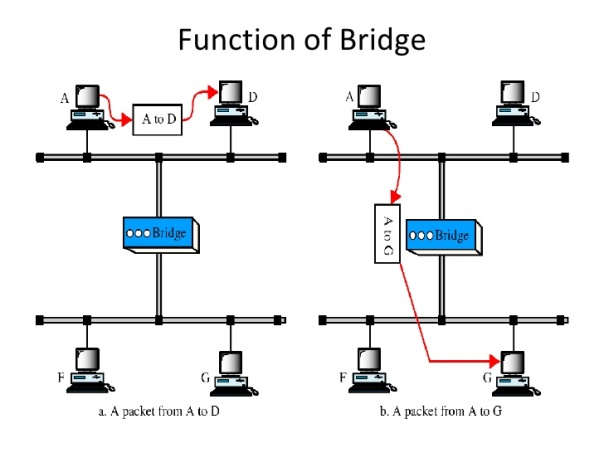 Function of Bridge
A
A to D
D
Bridge
F
G
a. A packet from A to D
A
D
A to G
Bridge
F
G
b. A packet from A to G